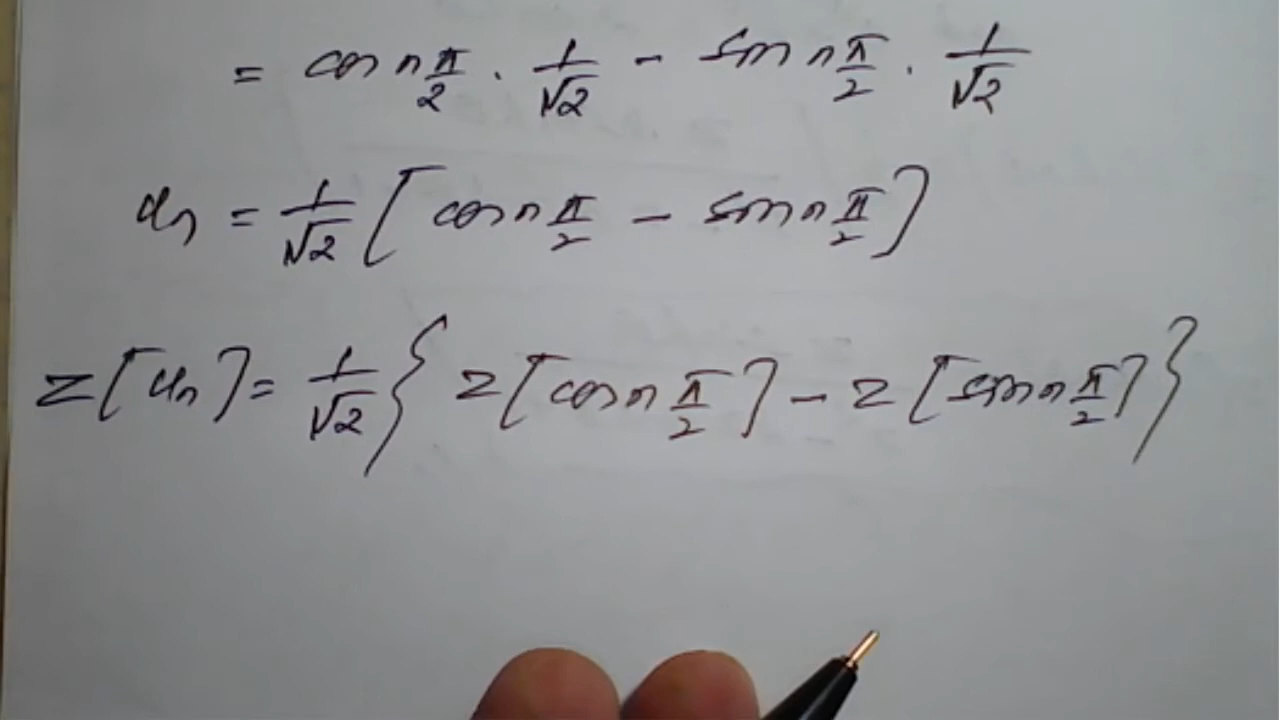 = cos nπ/2 . 1/√2 - sin nπ/2 . 1/√2
un = 1/√2 [cos nπ/2 - sin nπ/2]
Z[un] = 1/√2 { Z[cos nπ/2] - Z[sin nπ/2] }